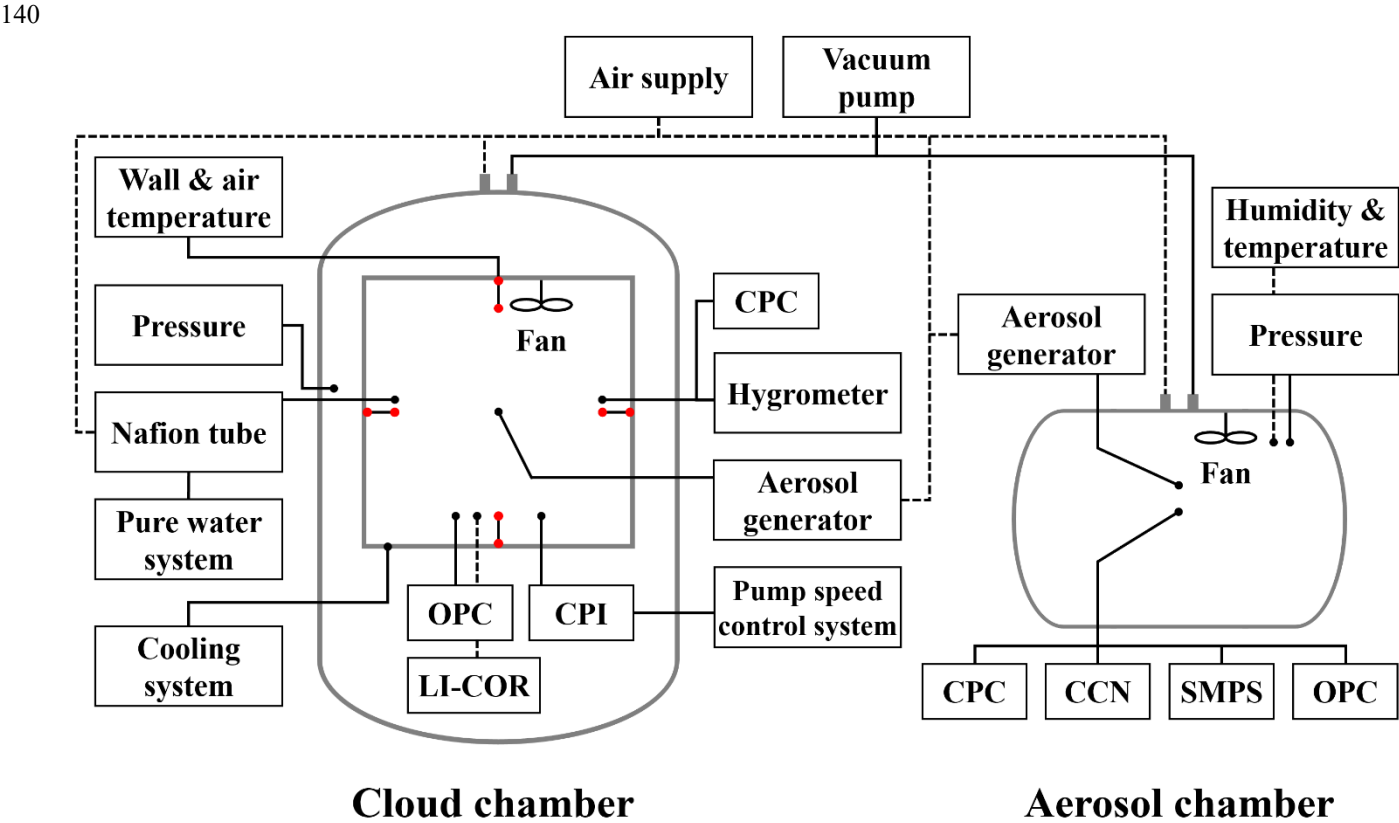 140
Air supply
Vacuum
pump
Wall & air
temperature
Humidity &
temperature
Pressure
CPC
Aerosol
generator
Pressure
Fan
Hygrometer
Nafion tube
Fan
Aerosol
generator
Pure water
system
OPC
CPI
Pump speed
control system
Cooling
system
LI-COR
CPC
CCN
SMPS
OPC
Cloud chamber
Aerosol chamber